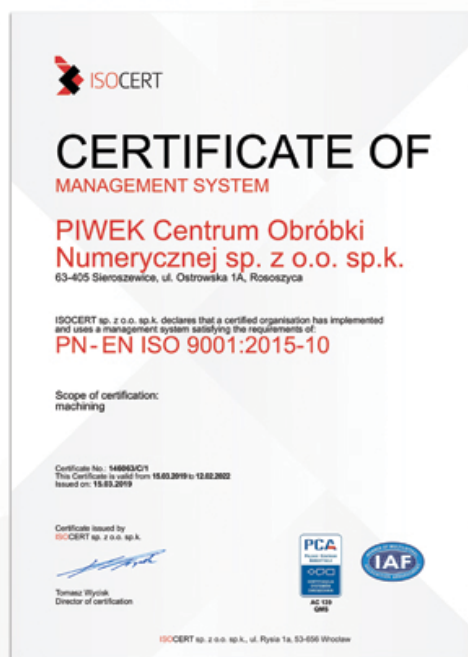 ISOCERT
CERTIFICATE OF
MANAGEMENT SYSTEM
PIWEK Centrum Obróbki
Numerycznej sp. z o.o. sp.k.
63-405 Sieroszewice, ul. Ostrowska 1A, Rososzyca
ISOCERT sp. z o.o. sp.k. declares that a certified organisation has implemented
and uses a management system satisfying the requirements of:
PN-EN ISO 9001:2015-10
Scope of certification:
machining
Certificate No.: 146063/C/1
This Certificate is valid from 15.03.2019 to 12.02.2022
Issued on: 15.03.2019
Certificate issued by
ISOCERT sp. z o.o. sp.k.
Tomasz Wycisk
Director of certification
PCA
AC 139
QMS
IAF
ISOCERT sp. z o.o. sp.k., ul. Rysia 1a, 53-656 Wrocław